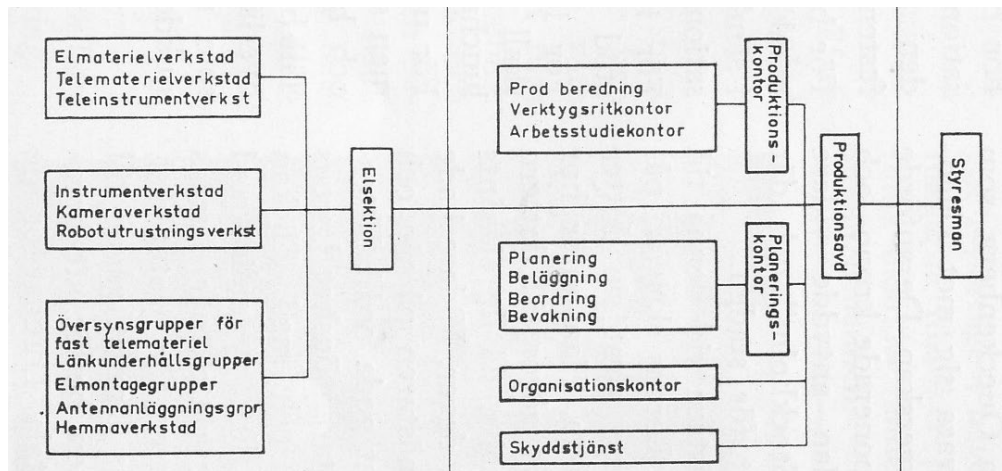 Elmaterielverkstad
Telematerielverkstad
Teleinstrumentverkst
Instrumentverkstad
Kameraverkstad
Robotutrustningsverkst
Översynsgrupper för
fast telemateriel
Länkunderhållsgrupper
Elmontagegrupper
Antennanläggningsgrpr
Hemmaverkstad
Elsektion
Prod beredning
Verktygsritkontor
Arbetsstudiekontor
Planering
Beläggning
Beordring
Bevakning
Organisationskontor
Skyddstjänst
Produktions-
kontor
Planerings-
kontor
Produktionsavd
Styresman